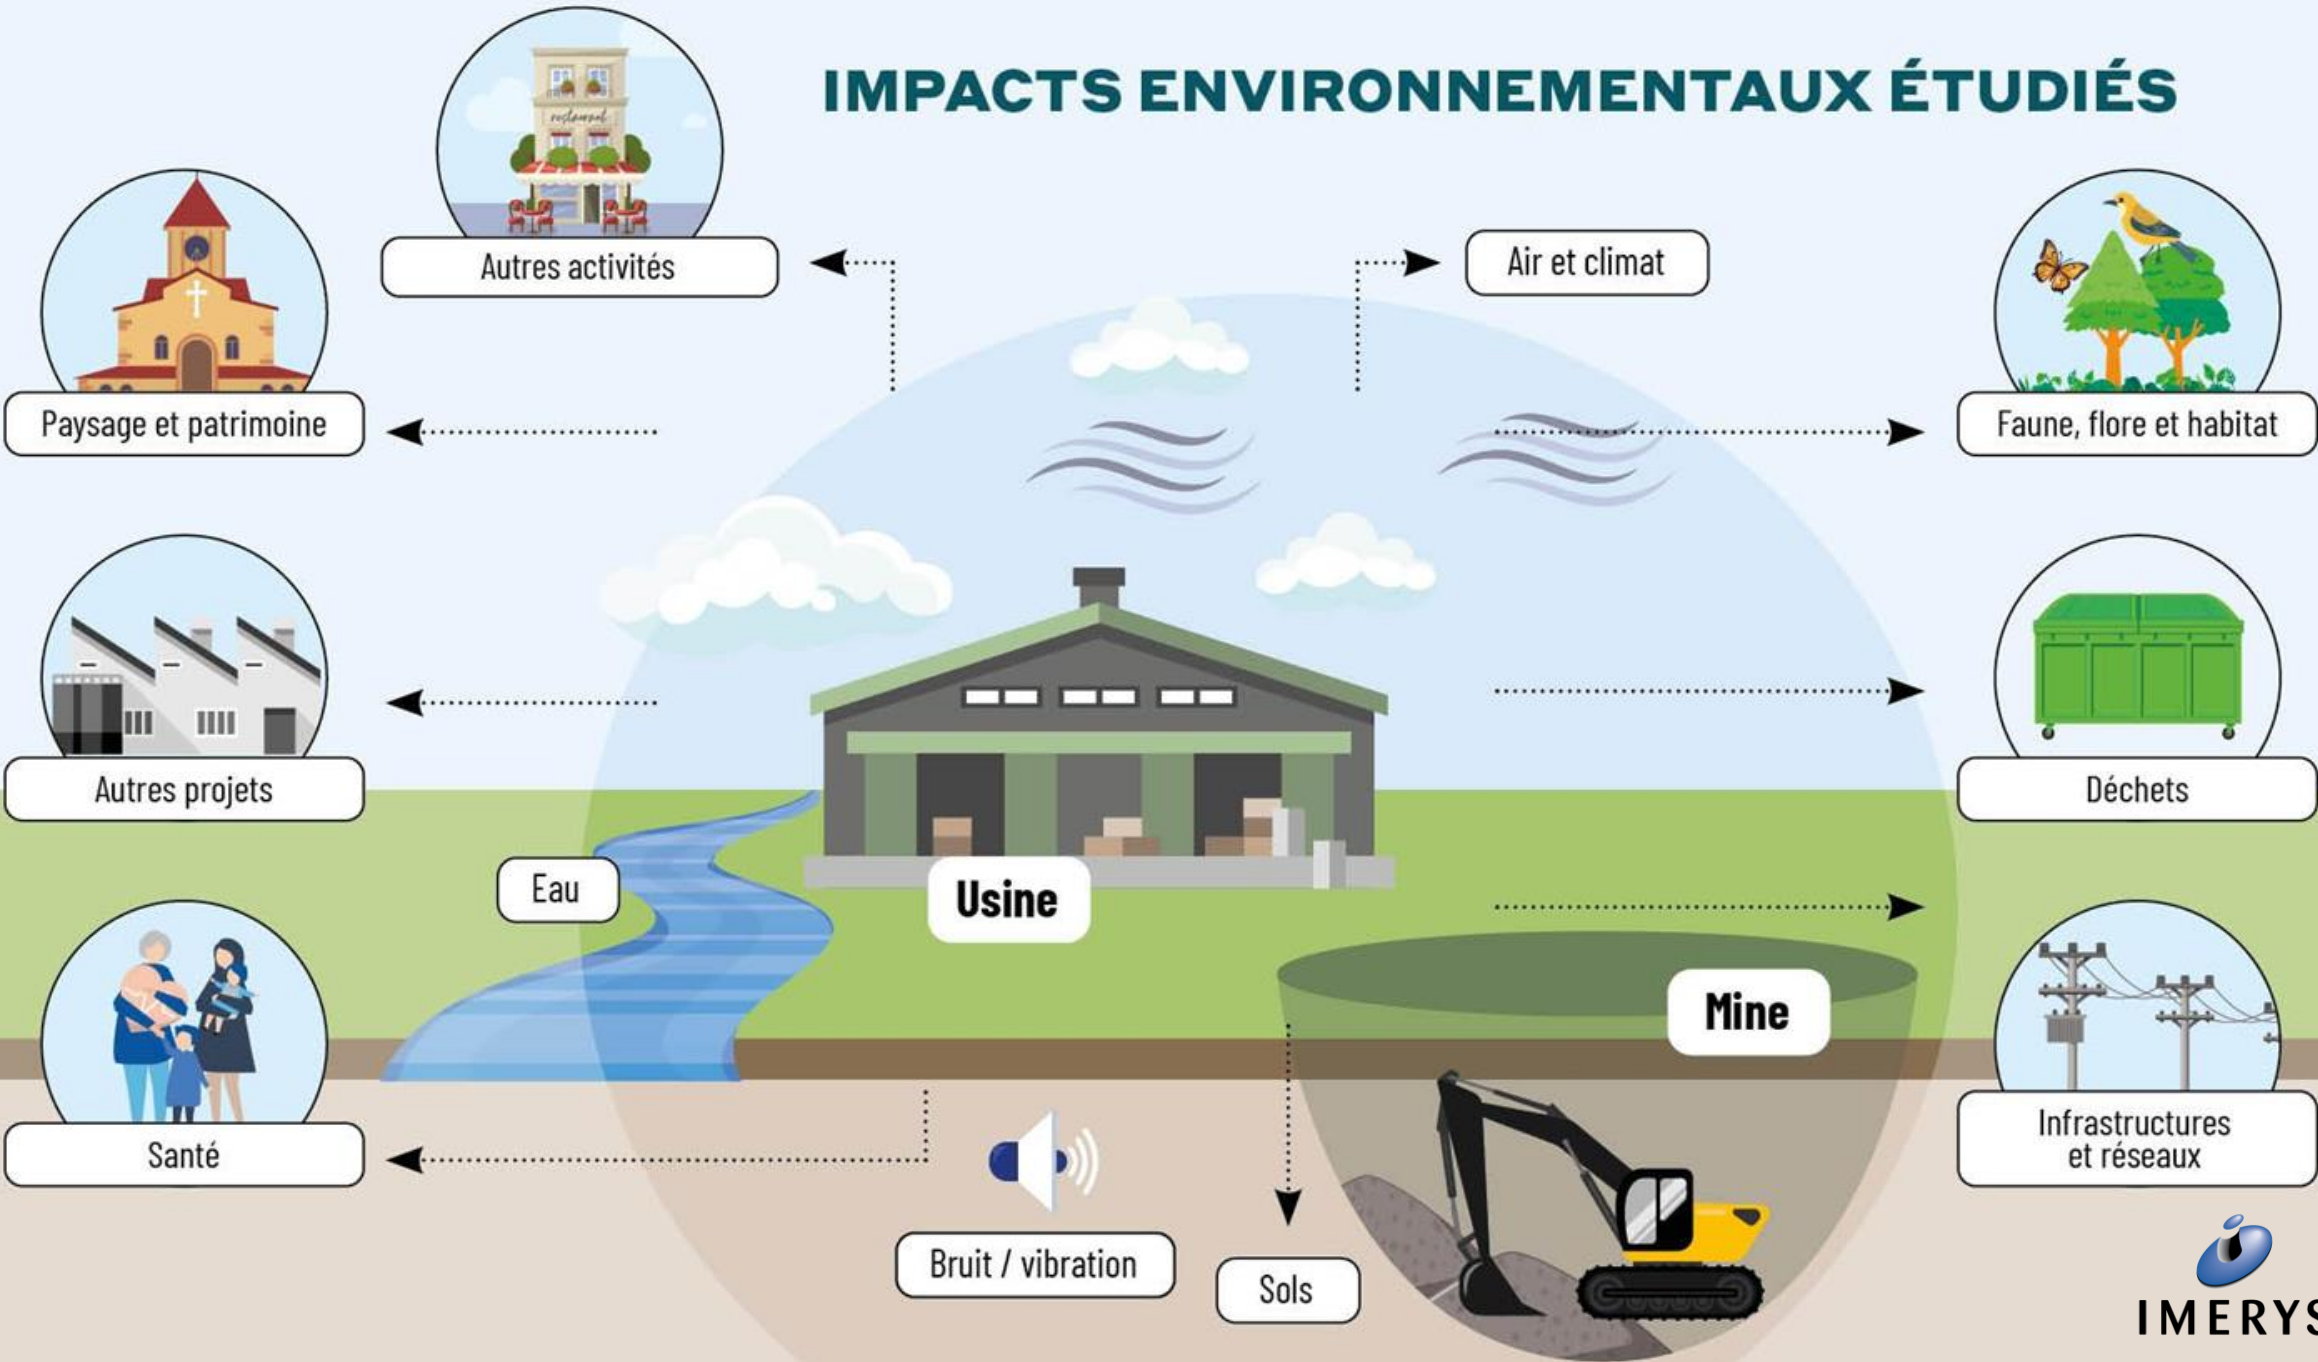 IMPACTS ENVIRONNEMENTAUX ÉTUDIÉS
restaurant
Autres activités
Air et climat
Paysage et patrimoine
Faune, flore et habitat
Autres projets
Déchets
Eau
Usine
Mine
Santé
Infrastructures
et réseaux
Bruit / vibration
Sols
IMERYS